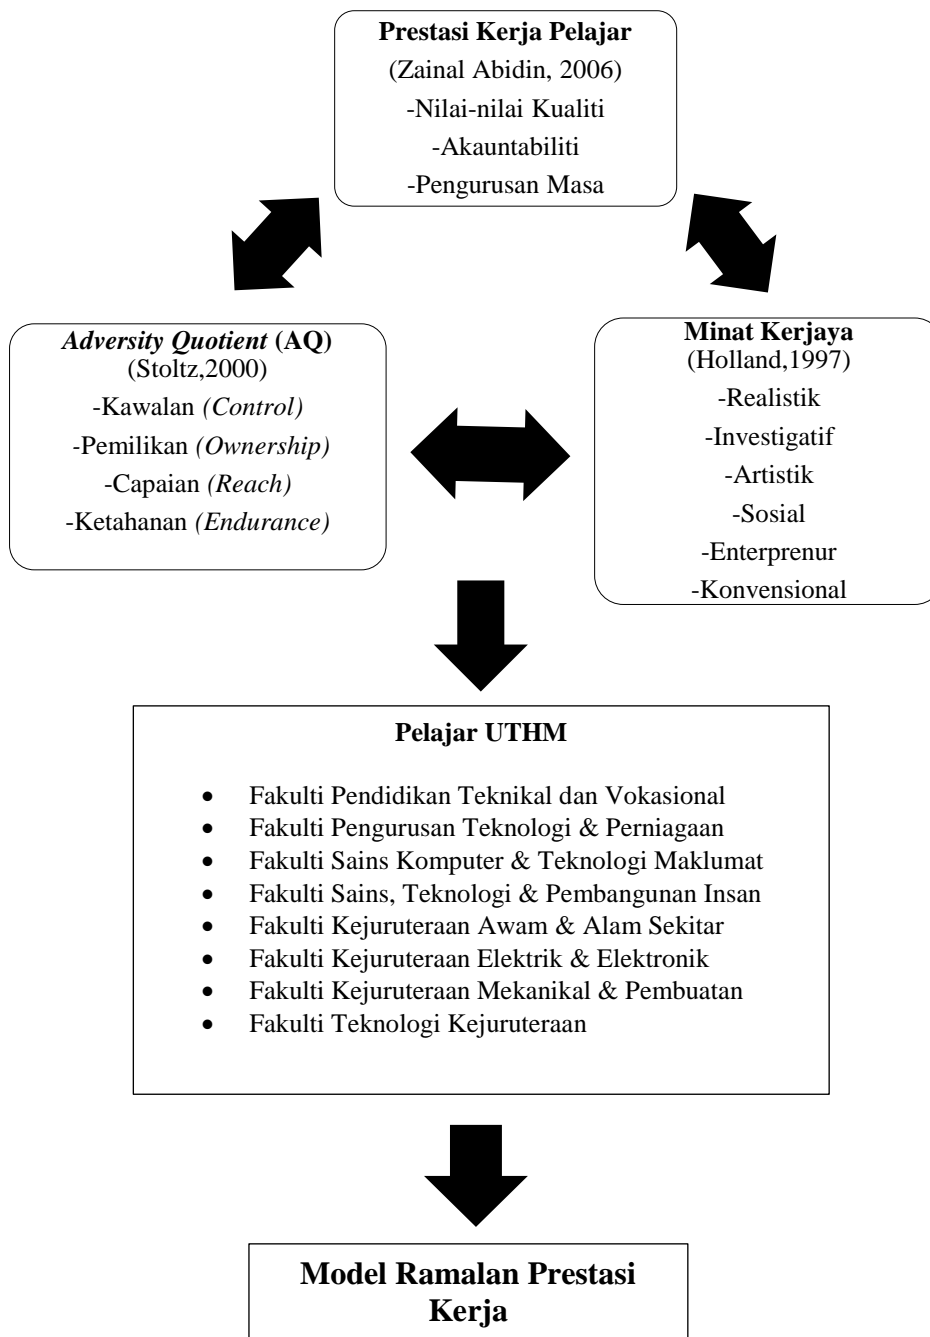 Prestasi Kerja Pelajar
(Zainal Abidin, 2006)
-Nilai-nilai Kualiti
-Akauntabiliti
-Pengurusan Masa
Adversity Quotient (AQ)
(Stoltz,2000)
-Kawalan (Control)
-Pemilikan (Ownership)
-Capaian (Reach)
-Ketahanan (Endurance)
Minat Kerjaya
(Holland,1997)
-Realistik
-Investigatif
-Artistik
-Sosial
-Enterprenur
-Konvensional
Pelajar UTHM
• Fakulti Pendidikan Teknikal dan Vokasional
• Fakulti Pengurusan Teknologi & Perniagaan
• Fakulti Sains Komputer & Teknologi Maklumat
• Fakulti Sains, Teknologi & Pembangunan Insan
• Fakulti Kejuruteraan Awam & Alam Sekitar
• Fakulti Kejuruteraan Elektrik & Elektronik
• Fakulti Kejuruteraan Mekanikal & Pembuatan
• Fakulti Teknologi Kejuruteraan
Model Ramalan Prestasi
Kerja